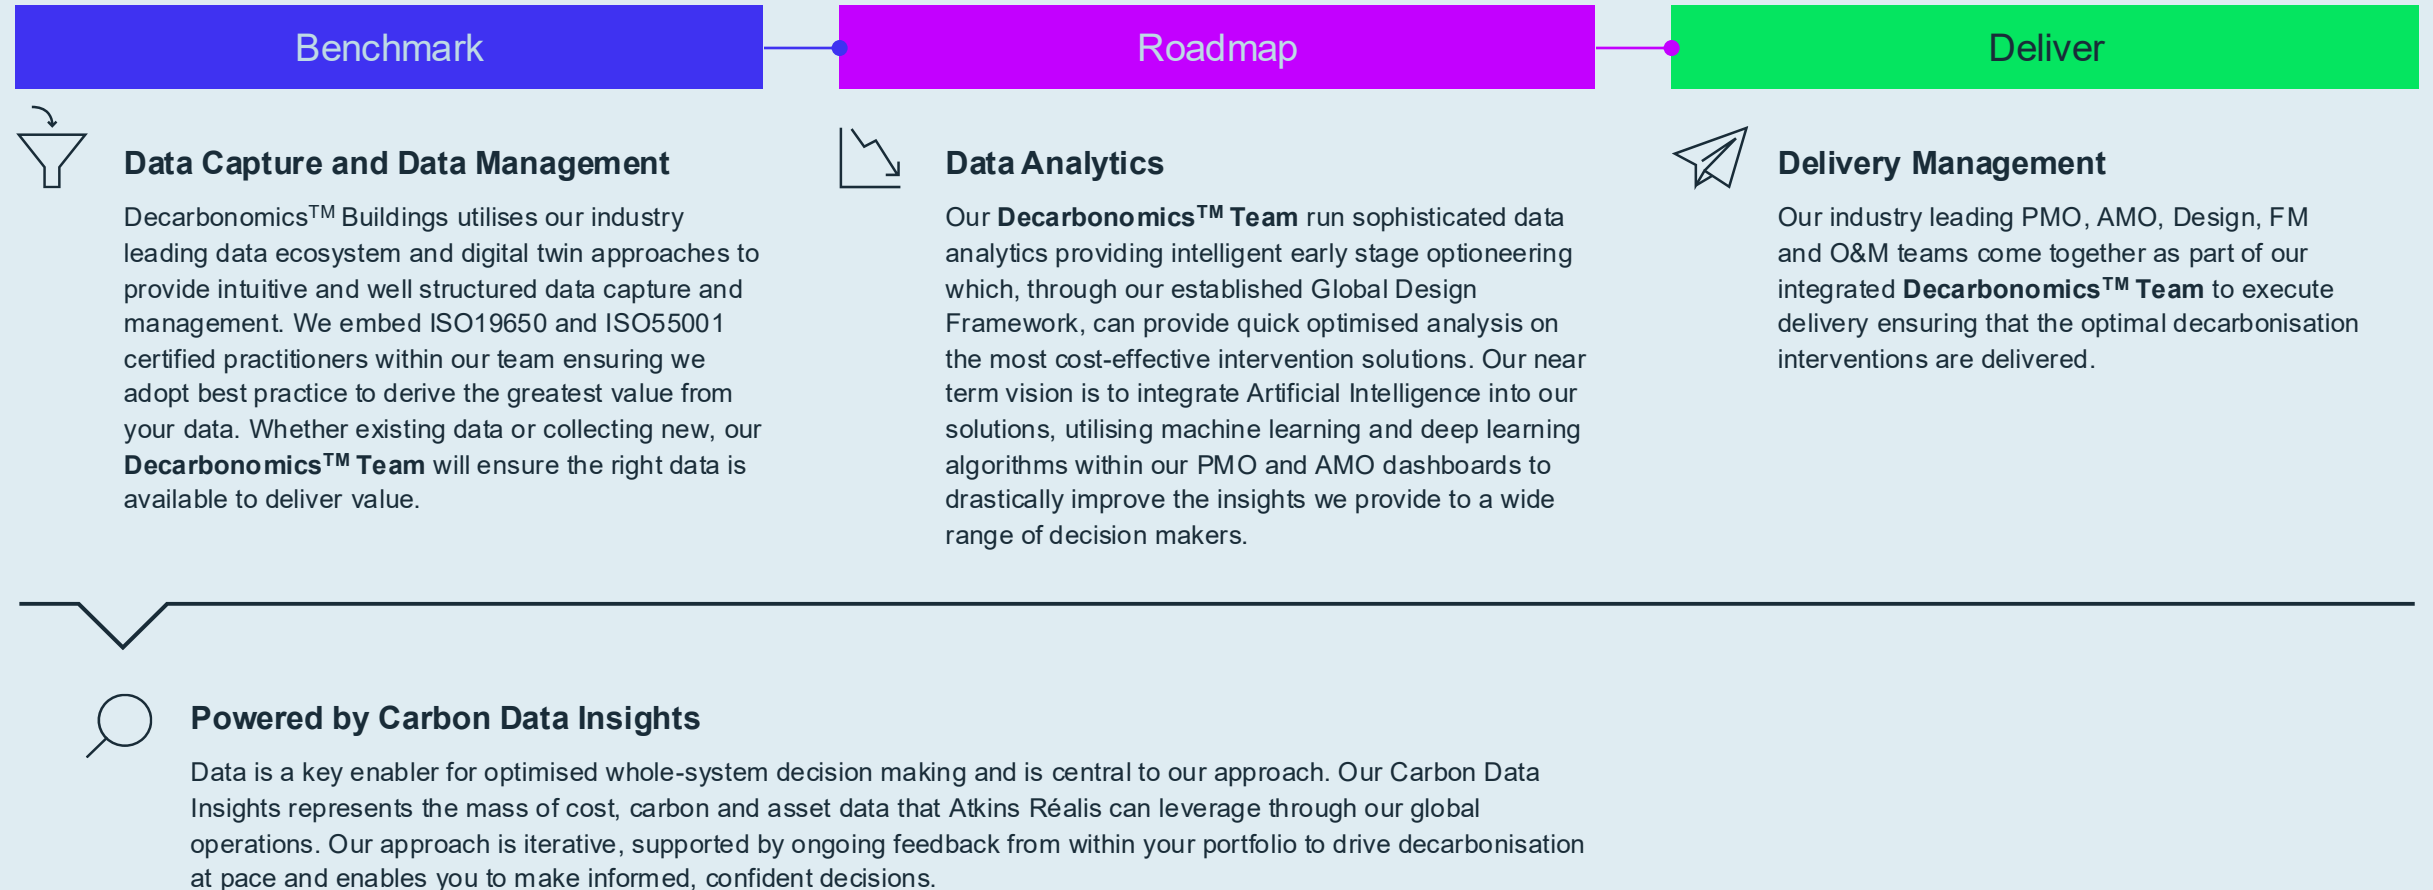 Benchmark
Roadmap
Deliver
Data Capture and Data Management
Decarbonomics™ Buildings utilises our industry
leading data ecosystem and digital twin approaches to
provide intuitive and well structured data capture and
management. We embed ISO19650 and ISO55001
certified practitioners within our team ensuring we
adopt best practice to derive the greatest value from
your data. Whether existing data or collecting new, our
Decarbonomics™ Team will ensure the right data is
available to deliver value.
Data Analytics
Our Decarbonomics™ Team run sophisticated data
analytics providing intelligent early stage optioneering
which, through our established Global Design
Framework, can provide quick optimised analysis on
the most cost-effective intervention solutions. Our near
term vision is to integrate Artificial Intelligence into our
solutions, utilising machine learning and deep learning
algorithms within our PMO and AMO dashboards to
drastically improve the insights we provide to a wide
range of decision makers.
Delivery Management
Our industry leading PMO, AMO, Design, FM
and O&M teams come together as part of our
integrated Decarbonomics™ Team to execute
delivery ensuring that the optimal decarbonisation
interventions are delivered.
Powered by Carbon Data Insights
Data is a key enabler for optimised whole-system decision making and is central to our approach. Our Carbon Data
Insights represents the mass of cost, carbon and asset data that Atkins Réalis can leverage through our global
operations. Our approach is iterative, supported by ongoing feedback from within your portfolio to drive decarbonisation
at pace and enables you to make informed, confident decisions.